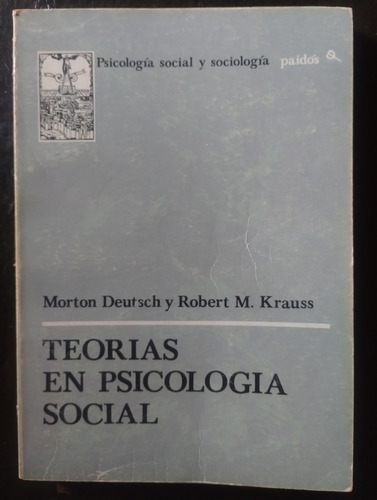 Psicología social y sociología paidós
Morton Deutsch y Robert M. Krauss
TEORIAS
EN PSICOLOGIA
SOCIAL